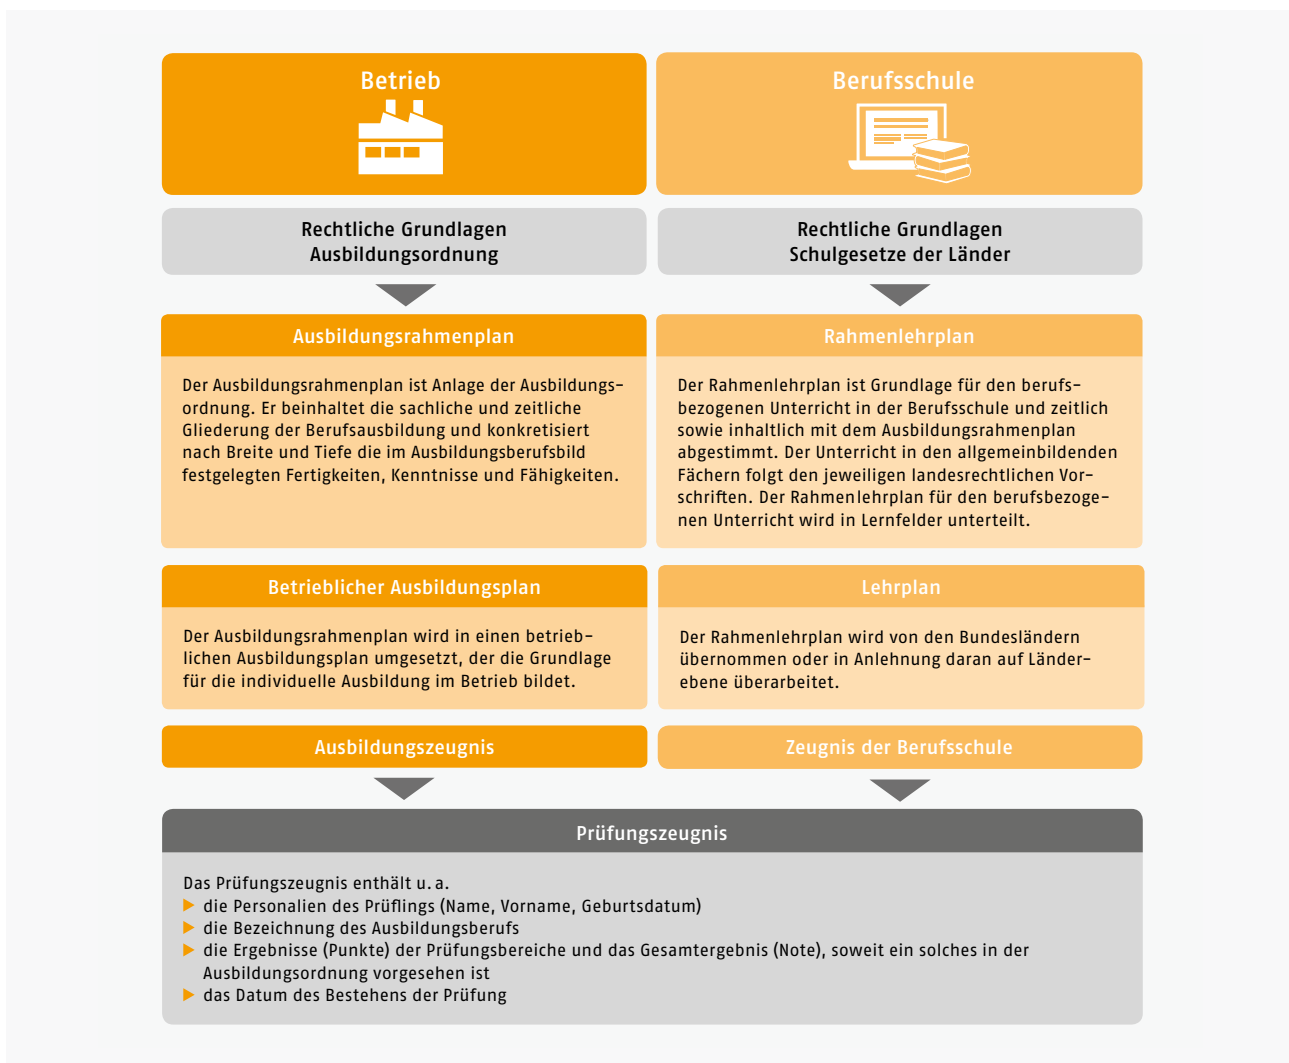 Betrieb
Berufsschule
Rechtliche Grundlagen
Ausbildungsordnung
Rechtliche Grundlagen
Schulgesetze der Länder
Ausbildungsrahmenplan
Der Ausbildungsrahmenplan ist Anlage der Ausbildungs-
ordnung. Er beinhaltet die sachliche und zeitliche
Gliederung der Berufsausbildung und konkretisiert
nach Breite und Tiefe die im Ausbildungsberufsbild
festgelegten Fertigkeiten, Kenntnisse und Fähigkeiten.
Rahmenlehrplan
Der Rahmenlehrplan ist Grundlage für den berufs-
bezogenen Unterricht in der Berufsschule und zeitlich
sowie inhaltlich mit dem Ausbildungsrahmenplan
abgestimmt. Der Unterricht in den allgemeinbildenden
Fächern folgt den jeweiligen landesrechtlichen Vor-
schriften. Der Rahmenlehrplan für den berufsbezoge-
nen Unterricht wird in Lernfelder unterteilt.
Betrieblicher Ausbildungsplan
Der Ausbildungsrahmenplan wird in einen betrieb-
lichen Ausbildungsplan umgesetzt, der die Grundlage
für die individuelle Ausbildung im Betrieb bildet.
Lehrplan
Der Rahmenlehrplan wird von den Bundesländern
übernommen oder in Anlehnung daran auf Länder-
ebene überarbeitet.
Ausbildungszeugnis
Zeugnis der Berufsschule
Prüfungszeugnis
Das Prüfungszeugnis enthält u. a.
die Personalien des Prüflings (Name, Vorname, Geburtsdatum)
die Bezeichnung des Ausbildungsberufs
die Ergebnisse (Punkte) der Prüfungsbereiche und das Gesamtergebnis (Note), soweit ein solches in der
Ausbildungsordnung vorgesehen ist
das Datum des Bestehens der Prüfung